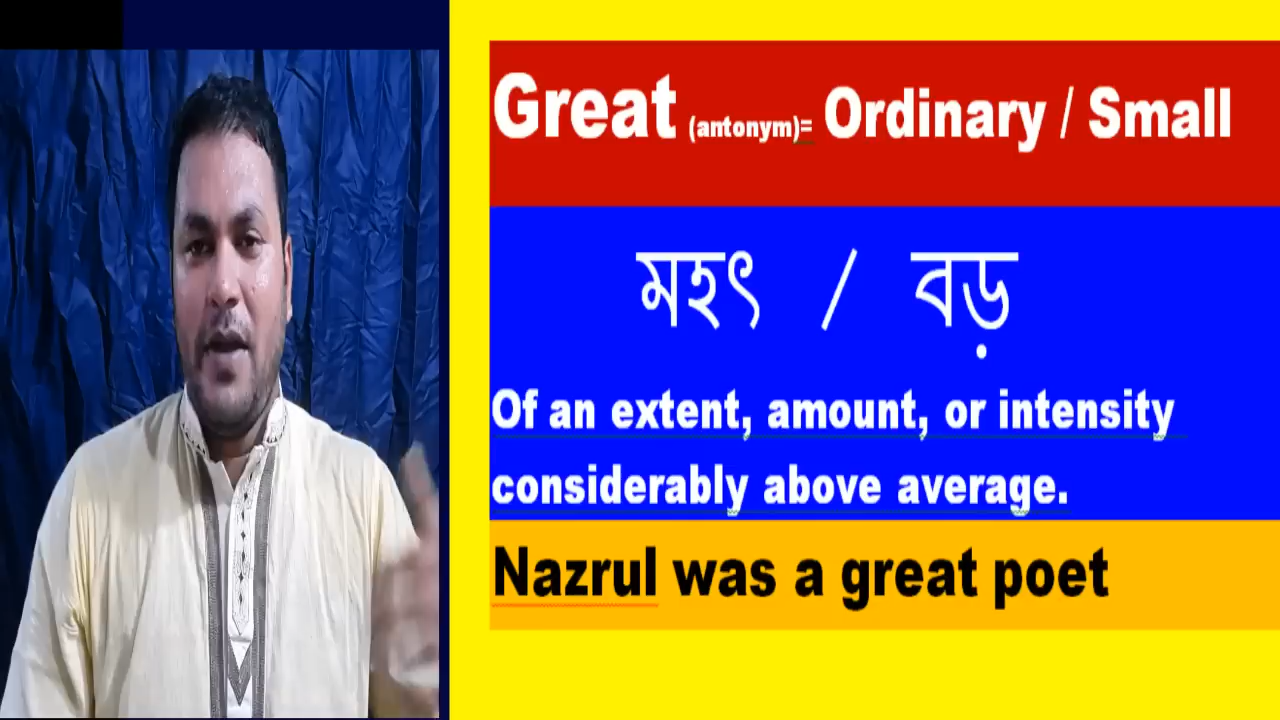 Great (antonym)= Ordinary / Small
মহৎ / বড়
Of an extent, amount, or intensity
considerably above average.
Nazrul was a great poet